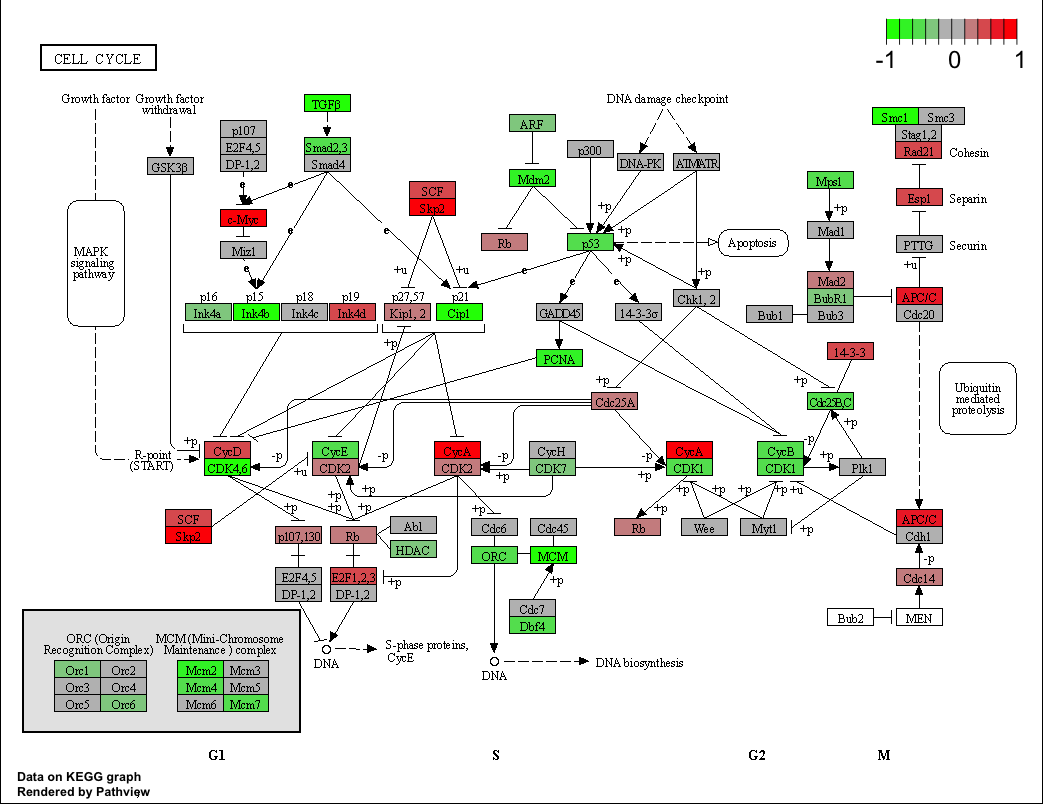 -1 0 1
CELL CYCLE
Growth factor
Growth factor
withdrawal
TGFβ
DNA damage checkpoint
Smc1 Smc3
Stag1,2
Rad21
Cohesin
p107
E2F4,5
DP-1,2
ARF
GSK3β
Smad2,3
Smad4
p300
DNA-PK
ATMATR
Mdm2
Mps1
+p
SCF
Skp2
Esp1
Separin
e
e
c-Myc
Miz1
e
e
e
Rb
p53
+p
+p
Apoptosis
Mad1
+p
PTTG
Securin
+u
MAPK
signaling
pathway
+u
+u
e
e
e
+p
Mad2
BubR1
Bub3
Bub1
APC/C
Cdc20
p16
Ink4a
p15
Ink4b
p18
Ink4c
p19
Ink4d
p27,57
Kip1, 2
p21
Cip1
GADD45
14-3-3σ
Chk1, 2
+p
PCNA
14-3-3
+p
Cdc25A
+p
Cdc25B,C
Ubiquitin
mediated
proteolysis
R-point
(START)
+p
CycD
CDK4,6
-p
+u
CycE
CDK2
-p
CycA
CDK2
-p
+p
CycH
CDK7
-p
+p
CycA
CDK1
CycB
CDK1
-p
+p
+p
Plk1
SCF
Skp2
+p
+p
+p
+p
+p
+p
+p
+p
+u
p107,130
Rb
Abl
HDAC
Cdc6
Cdc45
ORC
MCM
Rb
Wee
Myt1
+p
APC/C
Cdh1
-p
Cdc14
E2F4,5
DP-1,2
E2F1,2,3
DP-1,2
+p
+p
Cdc7
Dbf4
Bub2
MEN
ORC (Origin
Recognition Complex)
MCM (Mini-Chromosome
Maintenance ) complex
Orc1 Orc2
Orc3 Orc4
Orc5 Orc6
Mcm2 Mcm3
Mcm4 Mcm5
Mcm6 Mcm7
DNA
S-phase proteins,
CycE
DNA
DNA biosynthesis
G1 S G2 M
Data on KEGG graph
Rendered by Pathview